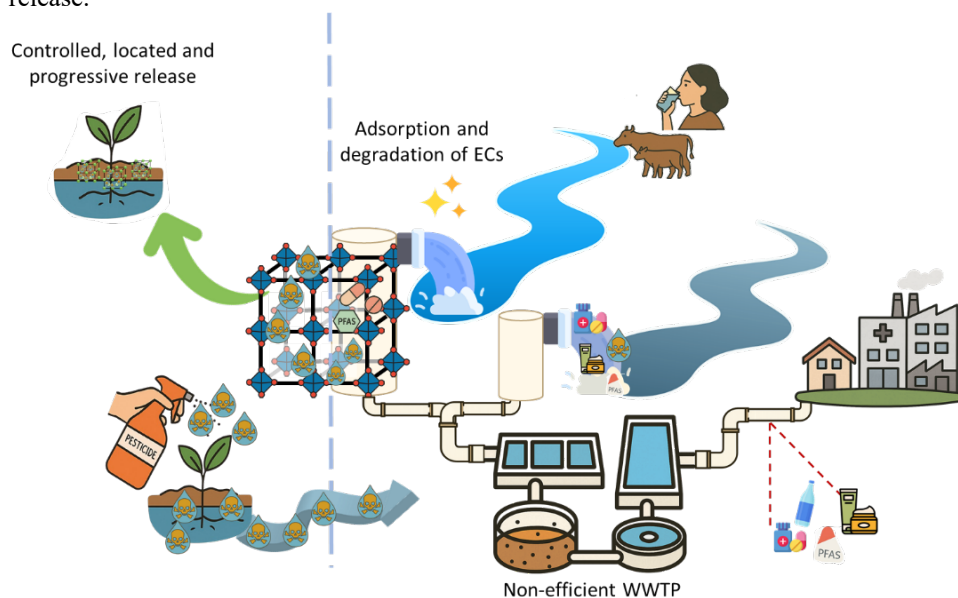 release.
Controlled, located and
progressive release
Adsorption and
degradation of ECs
PFAS
PFAS
PESTICIDE
PFAS
Non-efficient WWTP